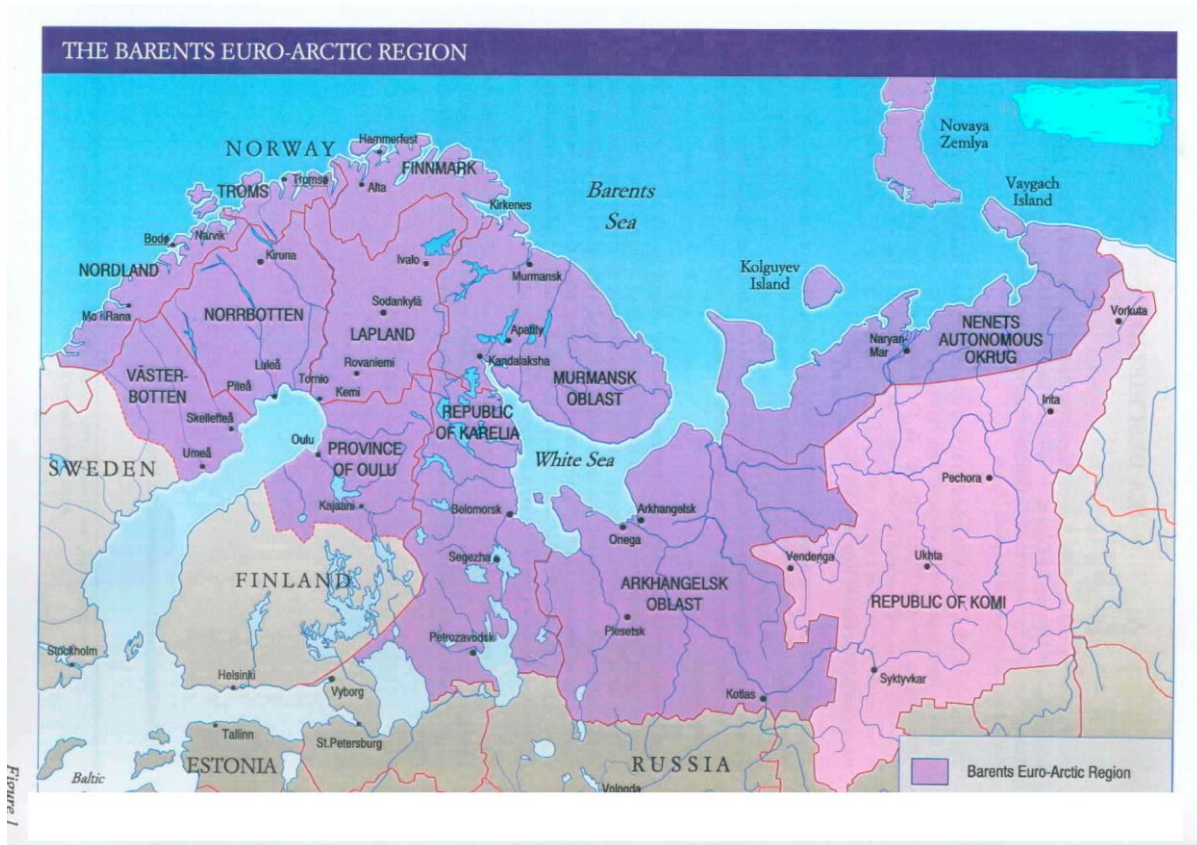 THE BARENTS EURO-ARCTIC REGION
Hammerfest
NORWAY
FINNMARK
Tromsø
Alta
TROMS
Kirkenes
Barents
Sea
Novaya
Zemlya
Vaygach
Island
Bodø
Narvik
Kiruna
Ivalo
Murmansk
Kolguyev
Island
NORDLAND
Mo i Rana
NORRBOTTEN
Sodankylä
LAPLAND
Apatity
Kandalaksha
Naryan-
Mar
NENETS
AUTONOMOUS
OKRUG
Vorkuta
VÄSTER-
BOTTEN
Luleå
Piteå
Tornio
Rovaniemi
Kemi
MURMANSK
OBLAST
Inta
Skellefteå
REPUBLIC
OF KARELIA
SWEDEN
Umeå
Oulu
PROVINCE
OF OULU
White Sea
Pechora
Kajaani
Belomorsk
Arkhangelsk
Onega
Segezha
Vendenga
Ukhta
FINLAND
ARKHANGELSK
OBLAST
REPUBLIC OF KOMI
Plesetsk
Stockholm
Petrozavodsk
Helsinki
Vyborg
Syktyvkar
Kotlas
Tallinn
St.Petersburg
ESTONIA
RUSSIA
Baltic
Vologda
Barents Euro-Arctic Region
Figure 1